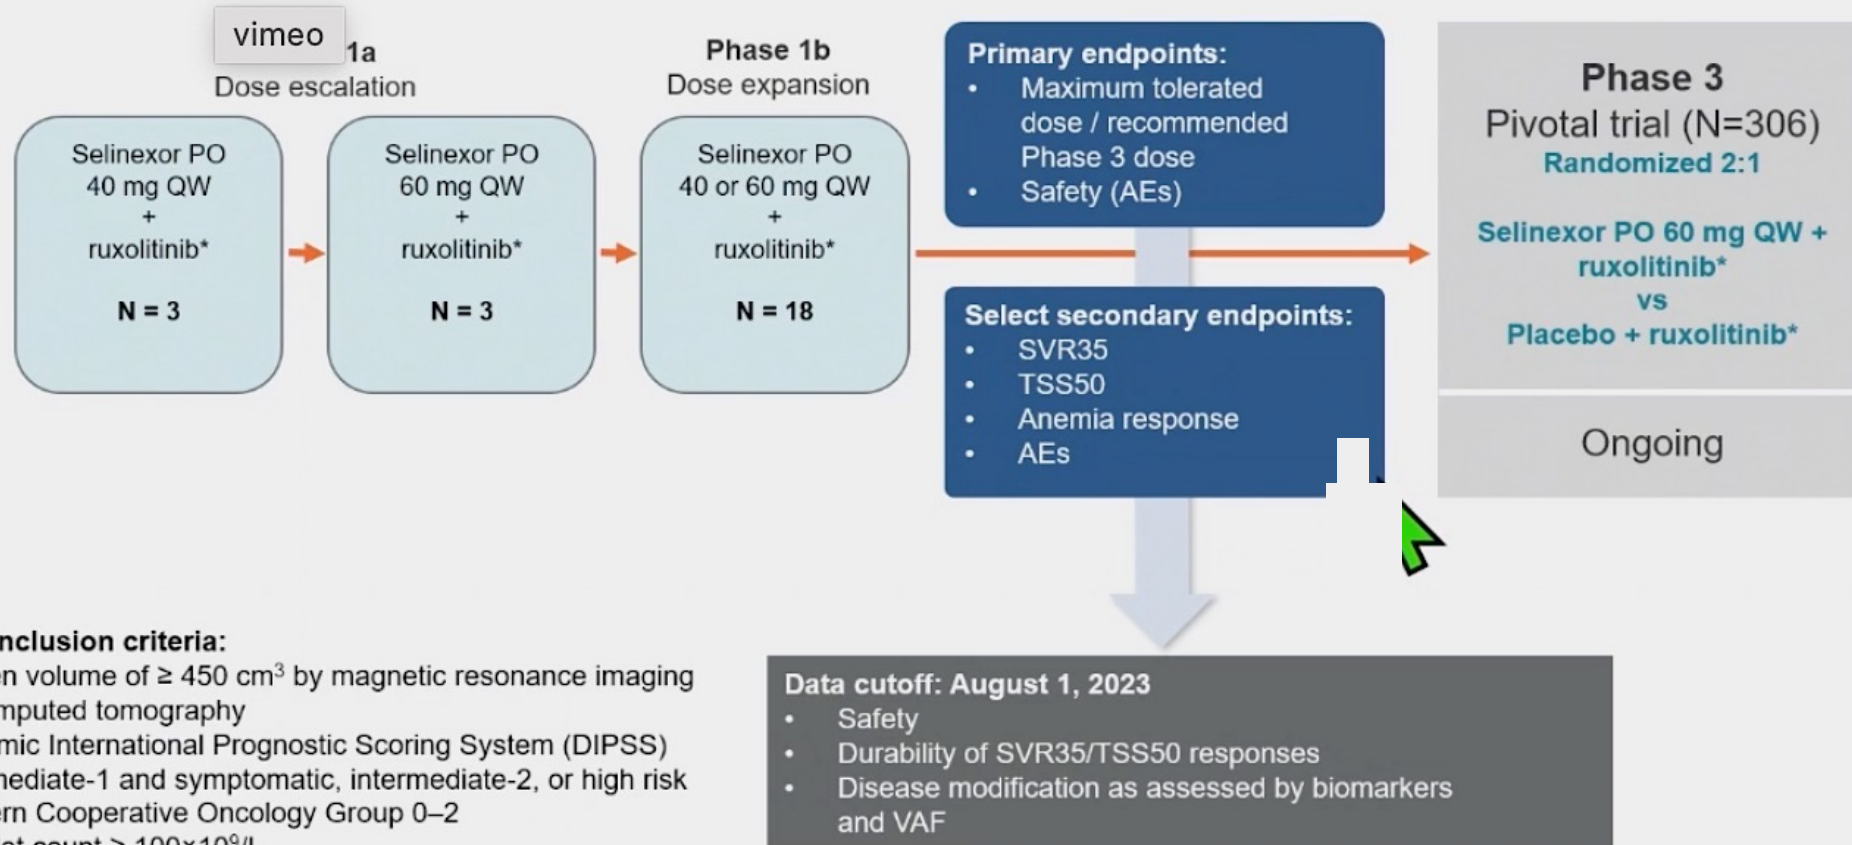 vimeo
1a
Dose escalation
Selinexor PO
40 mg QW
+
ruxolitinib*
N = 3
Selinexor PO
60 mg QW
+
ruxolitinib*
N = 3
Phase 1b
Dose expansion
Selinexor PO
40 or 60 mg QW
+
ruxolitinib*
N = 18
Primary endpoints:
• Maximum tolerated
dose / recommended
Phase 3 dose
• Safety (AEs)
Select secondary endpoints:
• SVR35
• TSS50
• Anemia response
• AEs
Phase 3
Pivotal trial (N=306)
Randomized 2:1
Selinexor PO 60 mg QW +
ruxolitinib*
vs
Placebo + ruxolitinib*
Ongoing
nclusion criteria:
en volume of ≥ 450 cm³ by magnetic resonance imaging
mputed tomography
mic International Prognostic Scoring System (DIPSS)
mediate-1 and symptomatic, intermediate-2, or high risk
ern Cooperative Oncology Group 0–2
Data cutoff: August 1, 2023
• Safety
• Durability of SVR35/TSS50 responses
• Disease modification as assessed by biomarkers
and VAF